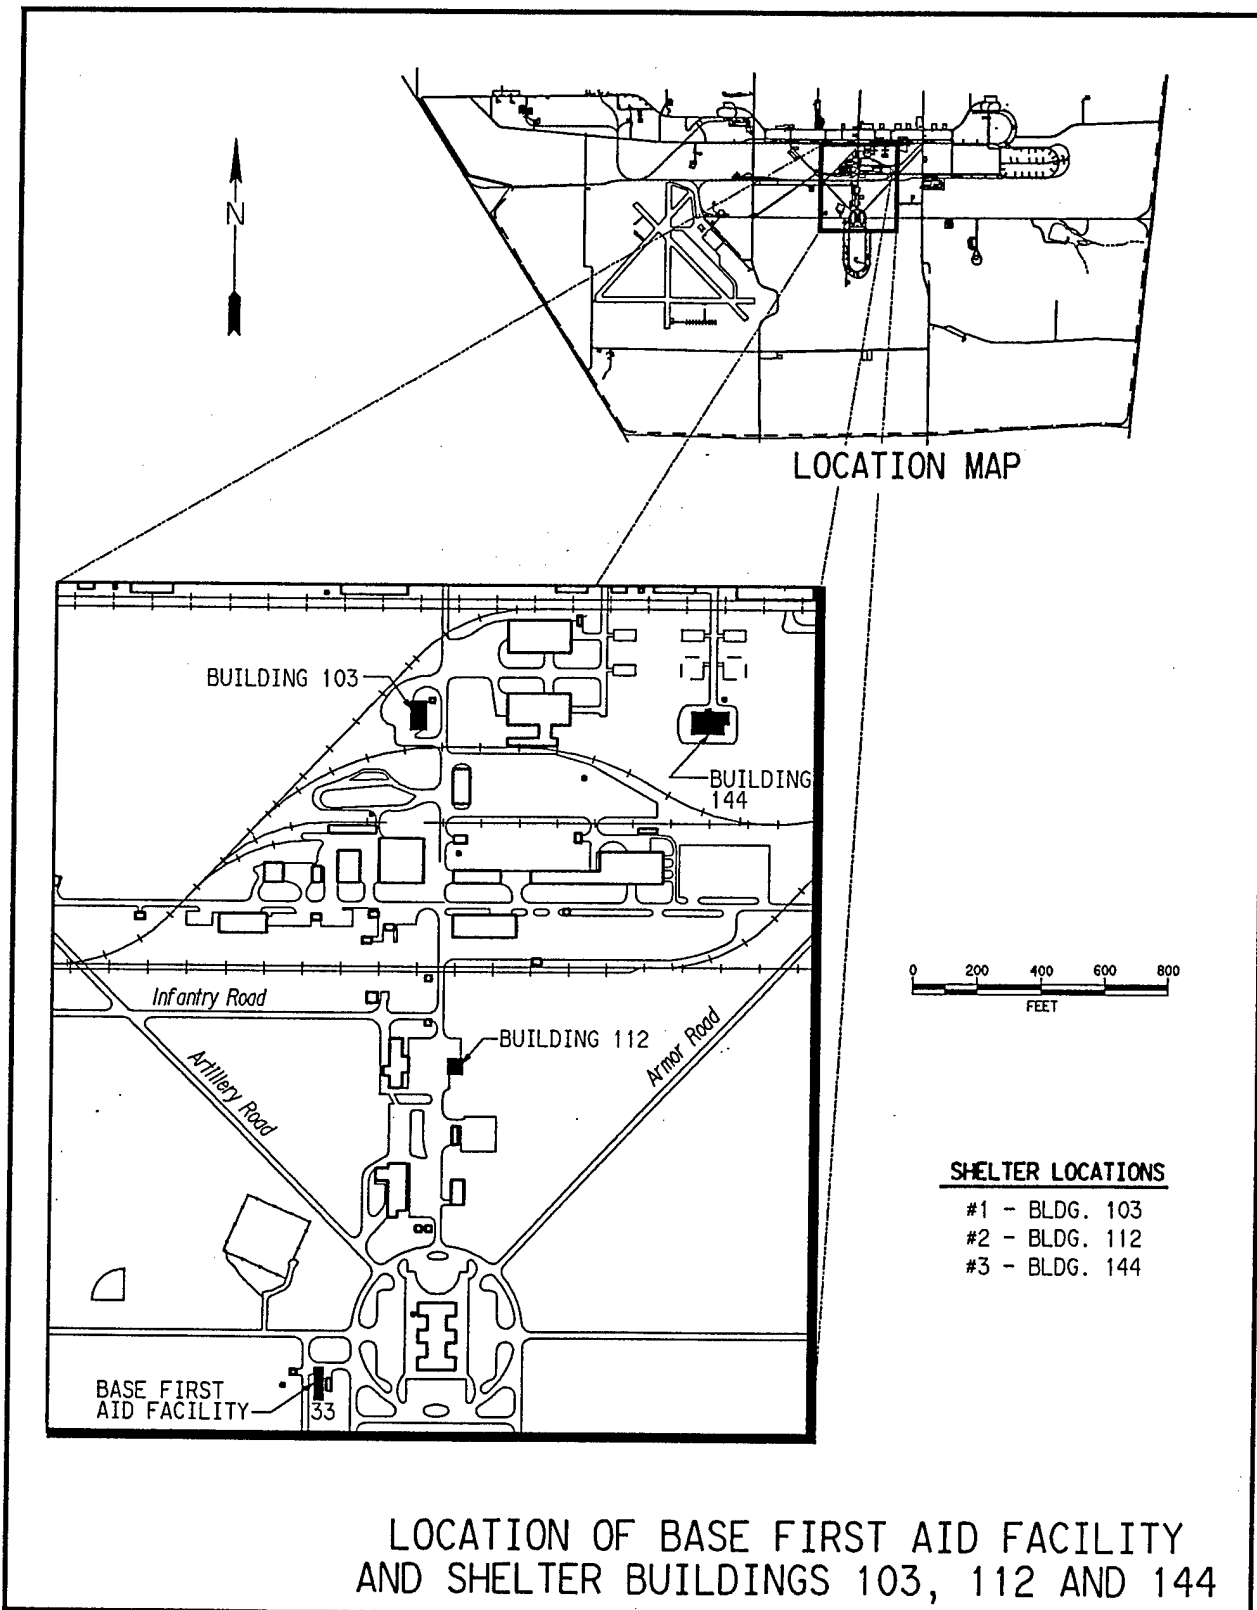 N
LOCATION MAP
BUILDING 103
BUILDING
144
Infantry Road
Artillery Road
BUILDING 112
Armor Road
0 200 400 600 800
FEET
SHELTER LOCATIONS
#1 - BLDG. 103
#2 - BLDG. 112
#3 - BLDG. 144
BASE FIRST
AID FACILITY
33
LOCATION OF BASE FIRST AID FACILITY
AND SHELTER BUILDINGS 103, 112 AND 144